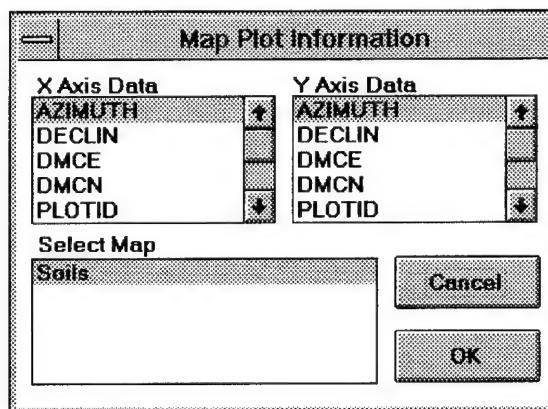 Map Plot Information
X Axis Data
AZIMUTH
DECLIN
DMCE
DMCN
PLOTID
Y Axis Data
AZIMUTH
DECLIN
DMCE
DMCN
PLOTID
Select Map
Soils
Cancel
OK